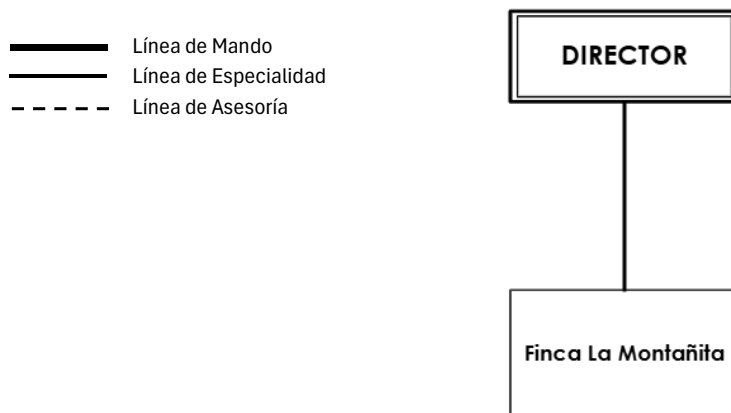 Línea de Mando
Línea de Especialidad
Línea de Asesoría
DIRECTOR
Finca La Montañita